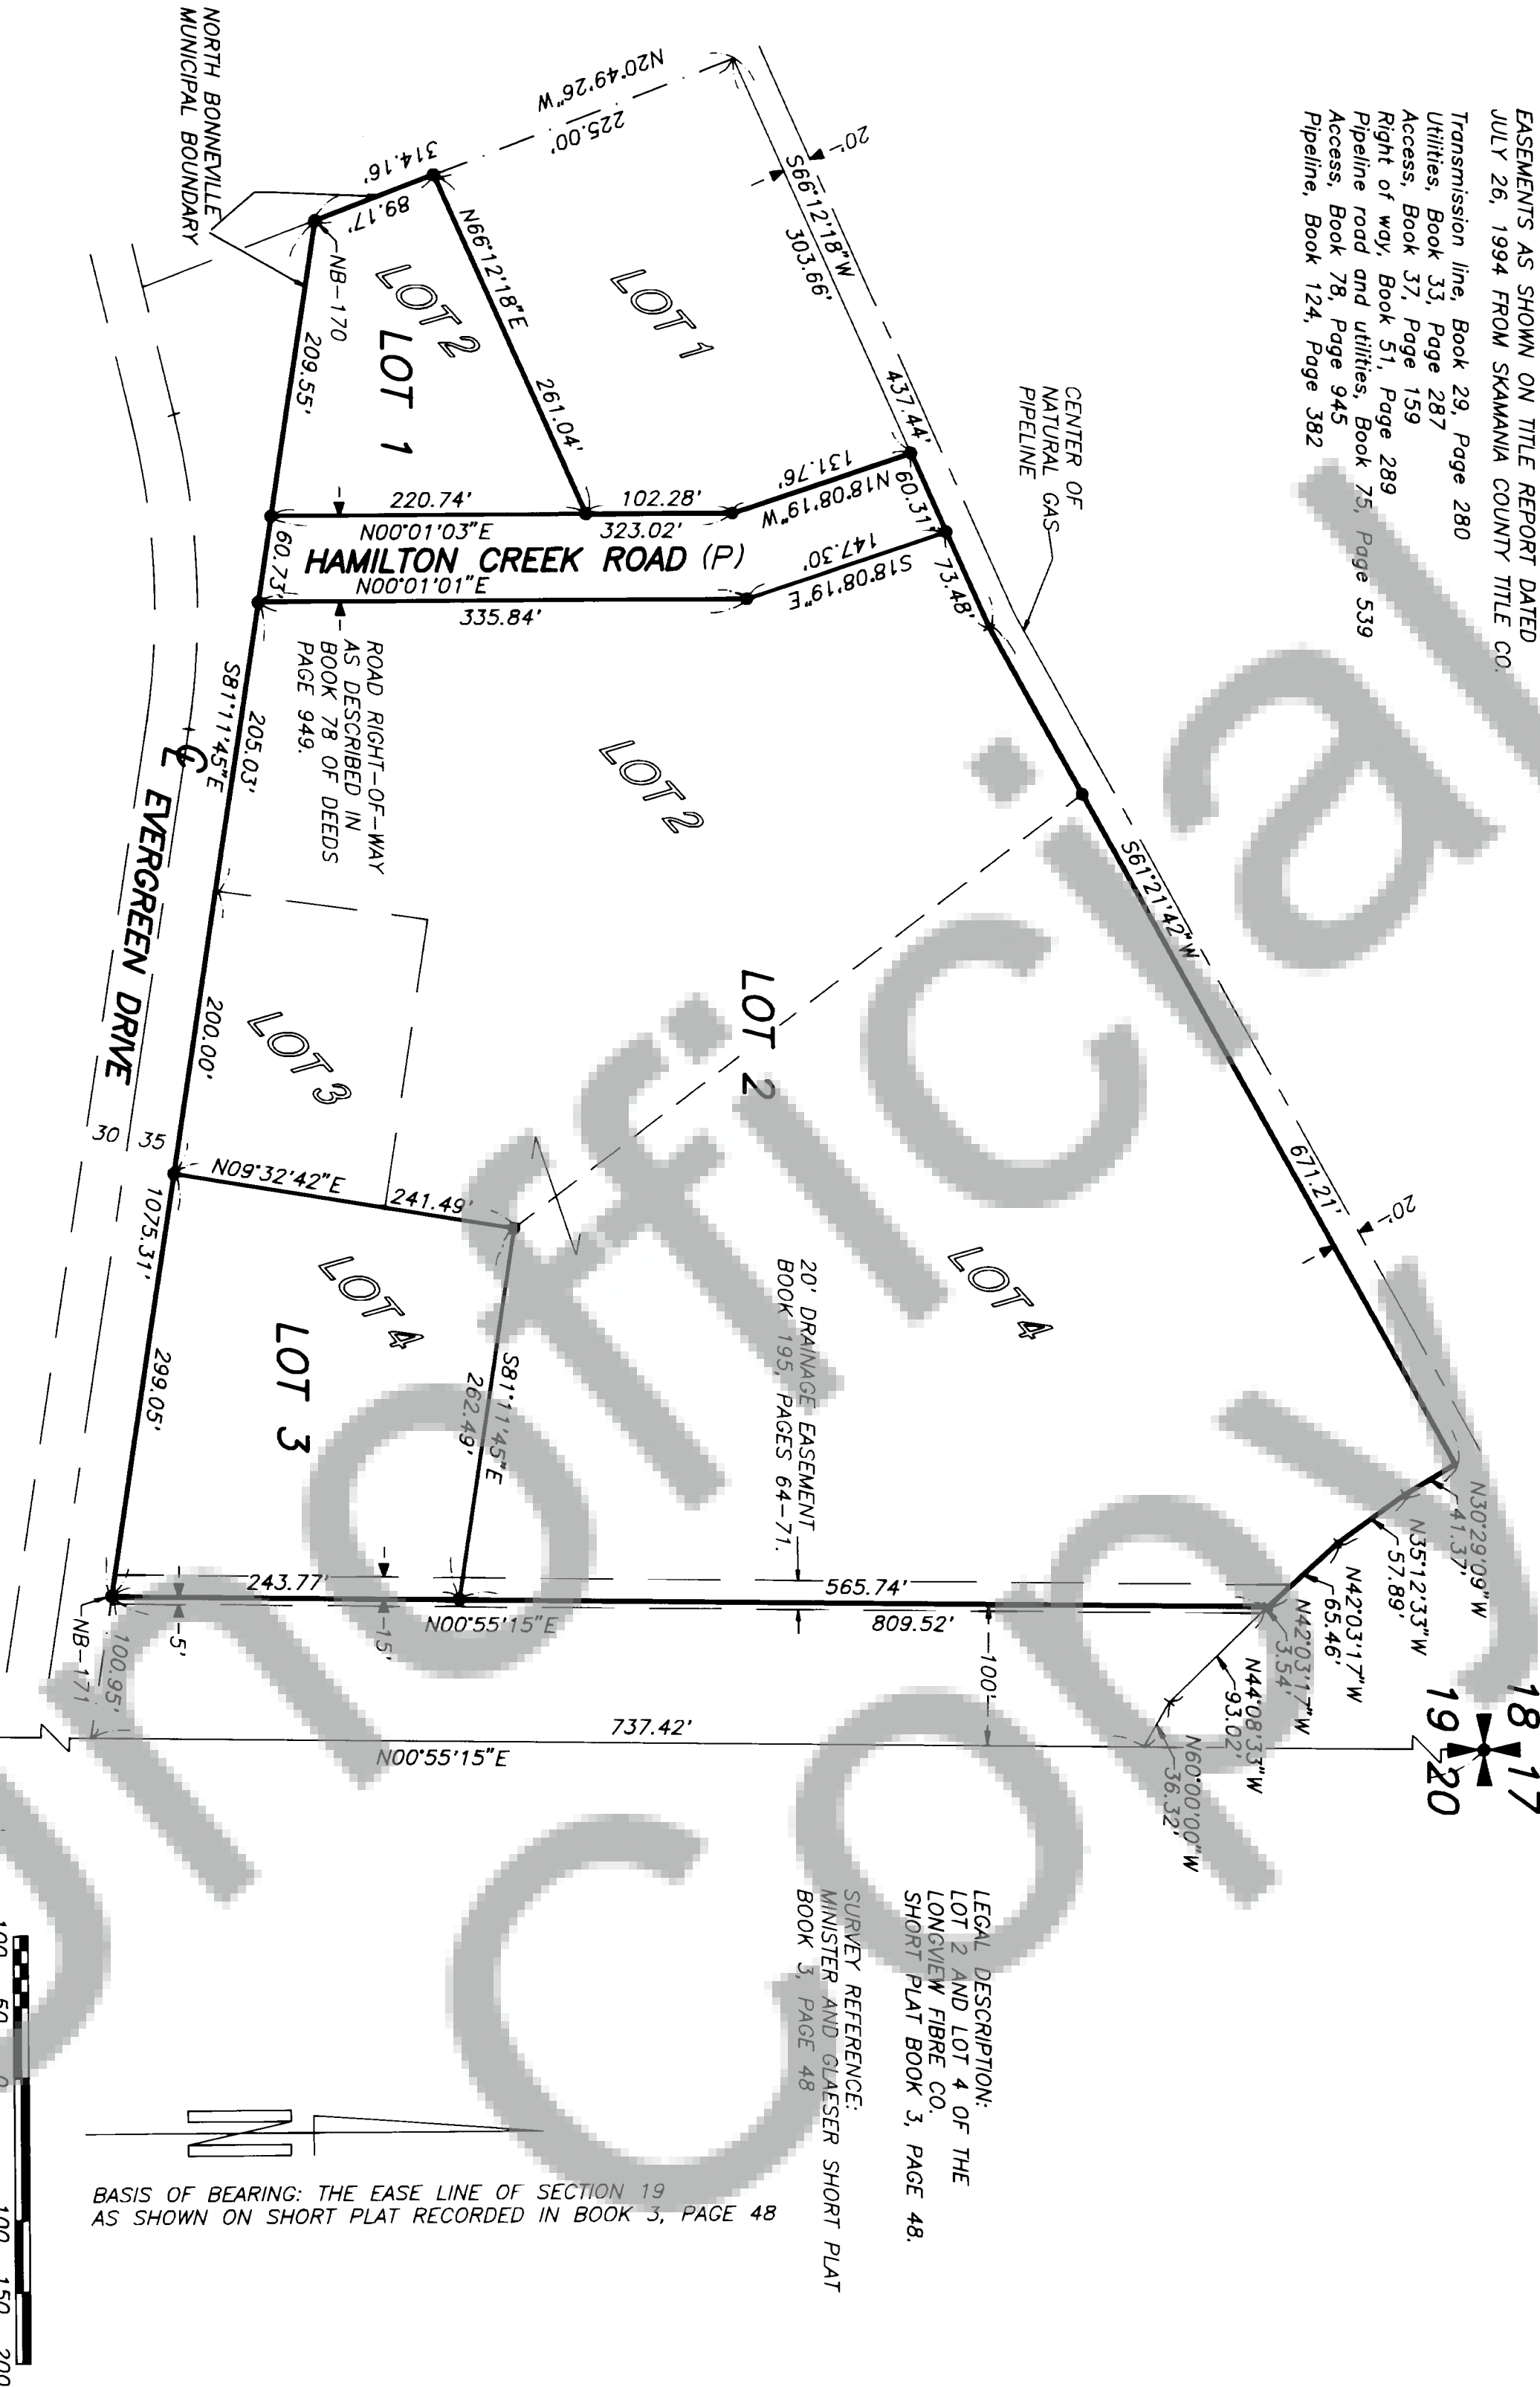 EASEMENTS AS SHOWN ON TITLE REPORT DATED
JULY 26, 1994 FROM SKAMANIA COUNTY TITLE CO.
Transmission line, Book 29, Page 280
Utilities, Book 33, Page 287
Access, Book 37, Page 159
Right of way, Book 51, Page 289
Pipeline road and utilities, Book 75, Page 539
Access, Book 78, Page 945
Pipeline, Book 124, Page 382
NORTH BONNEVILLE
MUNICIPAL BOUNDARY
N20°49'26"W
225.00'
314.16'
89.17'
NB-170
20'
S66°12'18"W
303.66'
437.44'
N66°12'18"E
261.04'
LOT 1
LOT 2
LOT 1
209.55'
CENTER OF
NATURAL GAS
PIPELINE
60.31'
73.48'
131.76'
N18°08'19"W
147.30'
S18°08'19"E
220.74'
102.28'
N00°01'03"E
323.02'
HAMILTON CREEK ROAD (P)
N00°01'01"E
335.84'
60.73'
ROAD RIGHT-OF-WAY
AS DESCRIBED IN
BOOK 78 OF DEEDS
PAGE 949.
205.03'
S81°11'45"E
℄ EVERGREEN DRIVE
LOT 2
S61°21'42"W
671.21'
20'
LOT 2
LOT 3
200.00'
30
35
1075.31'
N09°32'42"E
241.49'
LOT 4
LOT 4
LOT 3
299.05'
S81°11'45"E
262.49'
20' DRAINAGE EASEMENT
BOOK 195, PAGES 64-71.
N30°29'09"W
41.37'
N35°12'33"W
57.89'
N42°03'17"W
65.46'
N42°03'17"W
3.54'
N44°08'33"W
93.02'
N60°00'00"W
36.32'
243.77'
565.74'
N00°55'15"E
809.52'
5'
15'
100'
NB-171
100.95'
737.42'
N00°55'15"E
18 17
19 20
LEGAL DESCRIPTION:
LOT 2 AND LOT 4 OF THE
LONGVIEW FIBRE CO.
SHORT PLAT BOOK 3, PAGE 48.
SURVEY REFERENCE:
MINISTER AND GLAESER SHORT PLAT
BOOK 3, PAGE 48
N
BASIS OF BEARING: THE EASE LINE OF SECTION 19
AS SHOWN ON SHORT PLAT RECORDED IN BOOK 3, PAGE 48
100 50 0 100 150 200
Unofficial
Copy